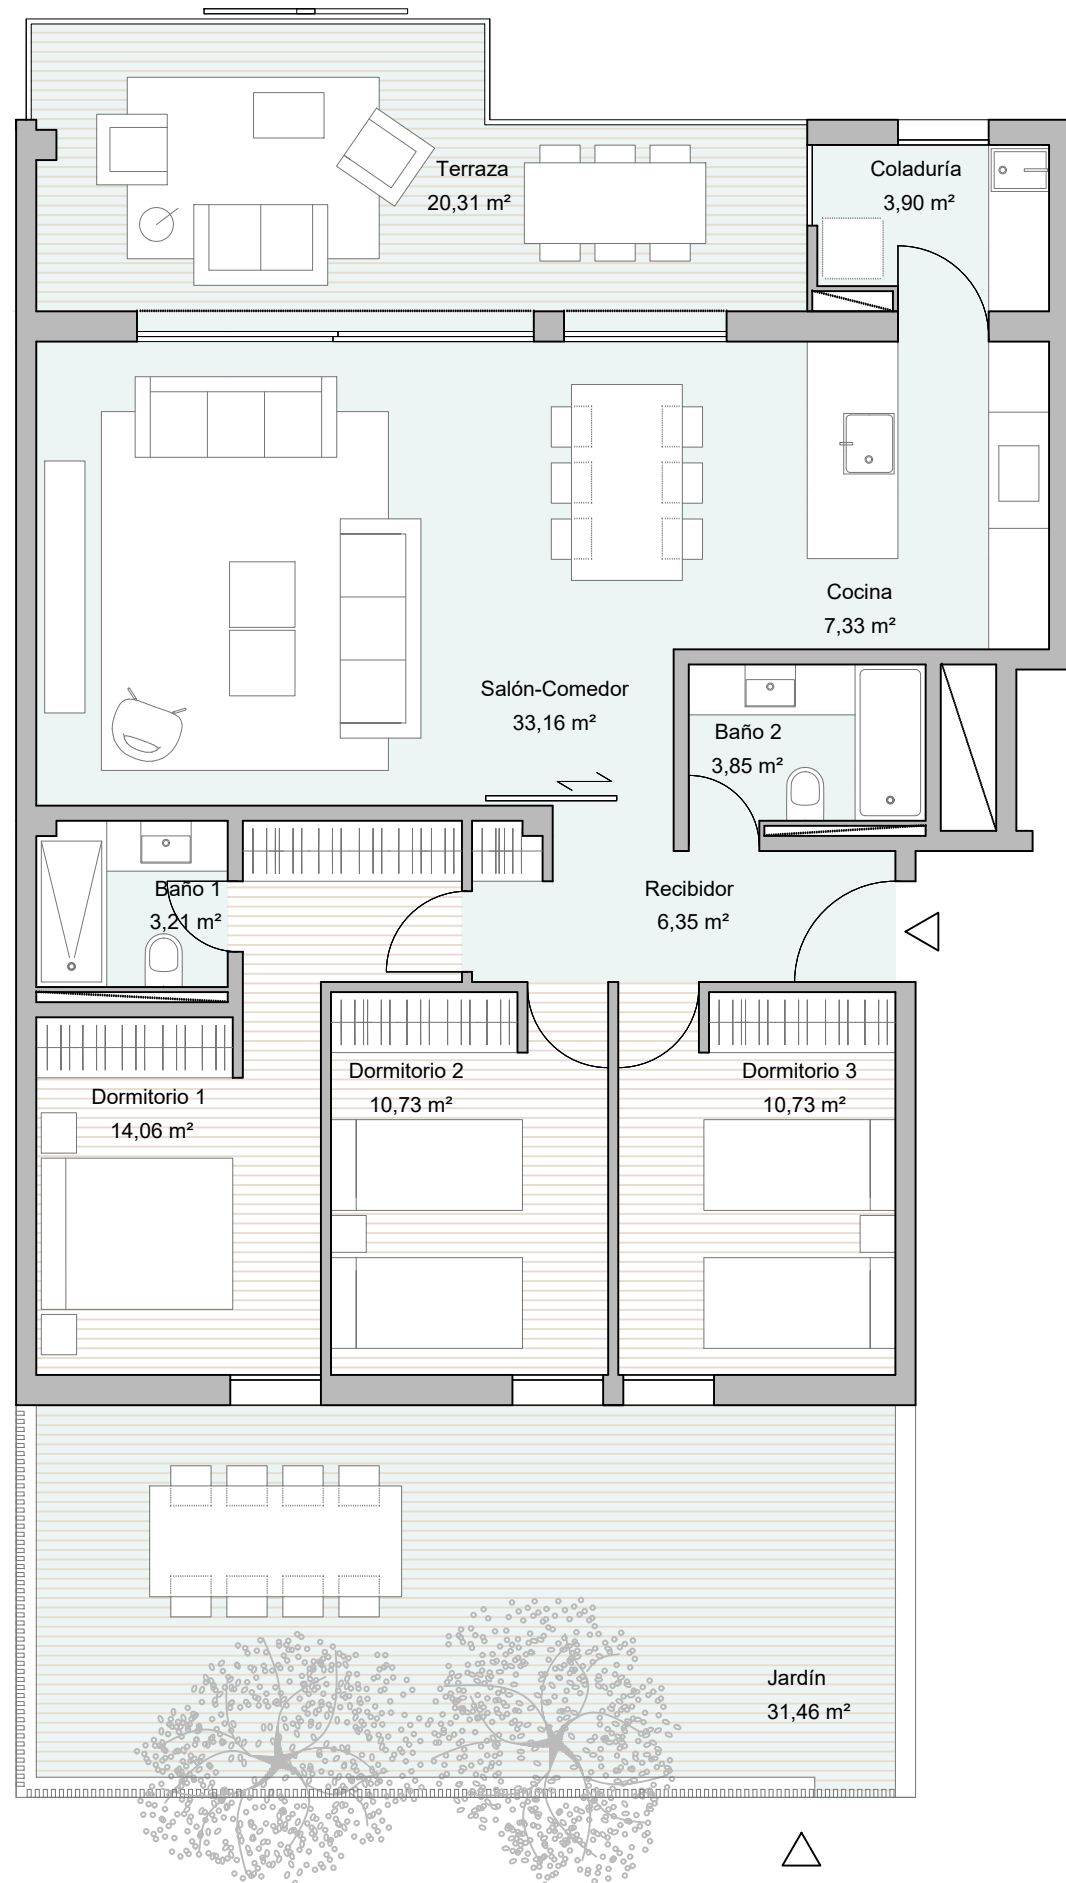 Terraza
20,31 m²
Coladuría
3,90 m²
Cocina
7,33 m²
Salón-Comedor
33,16 m²
Baño 2
3,85 m²
Baño 1
3,21 m²
Recibidor
6,35 m²
Dormitorio 1
14,06 m²
Dormitorio 2
10,73 m²
Dormitorio 3
10,73 m²
Jardín
31,46 m²